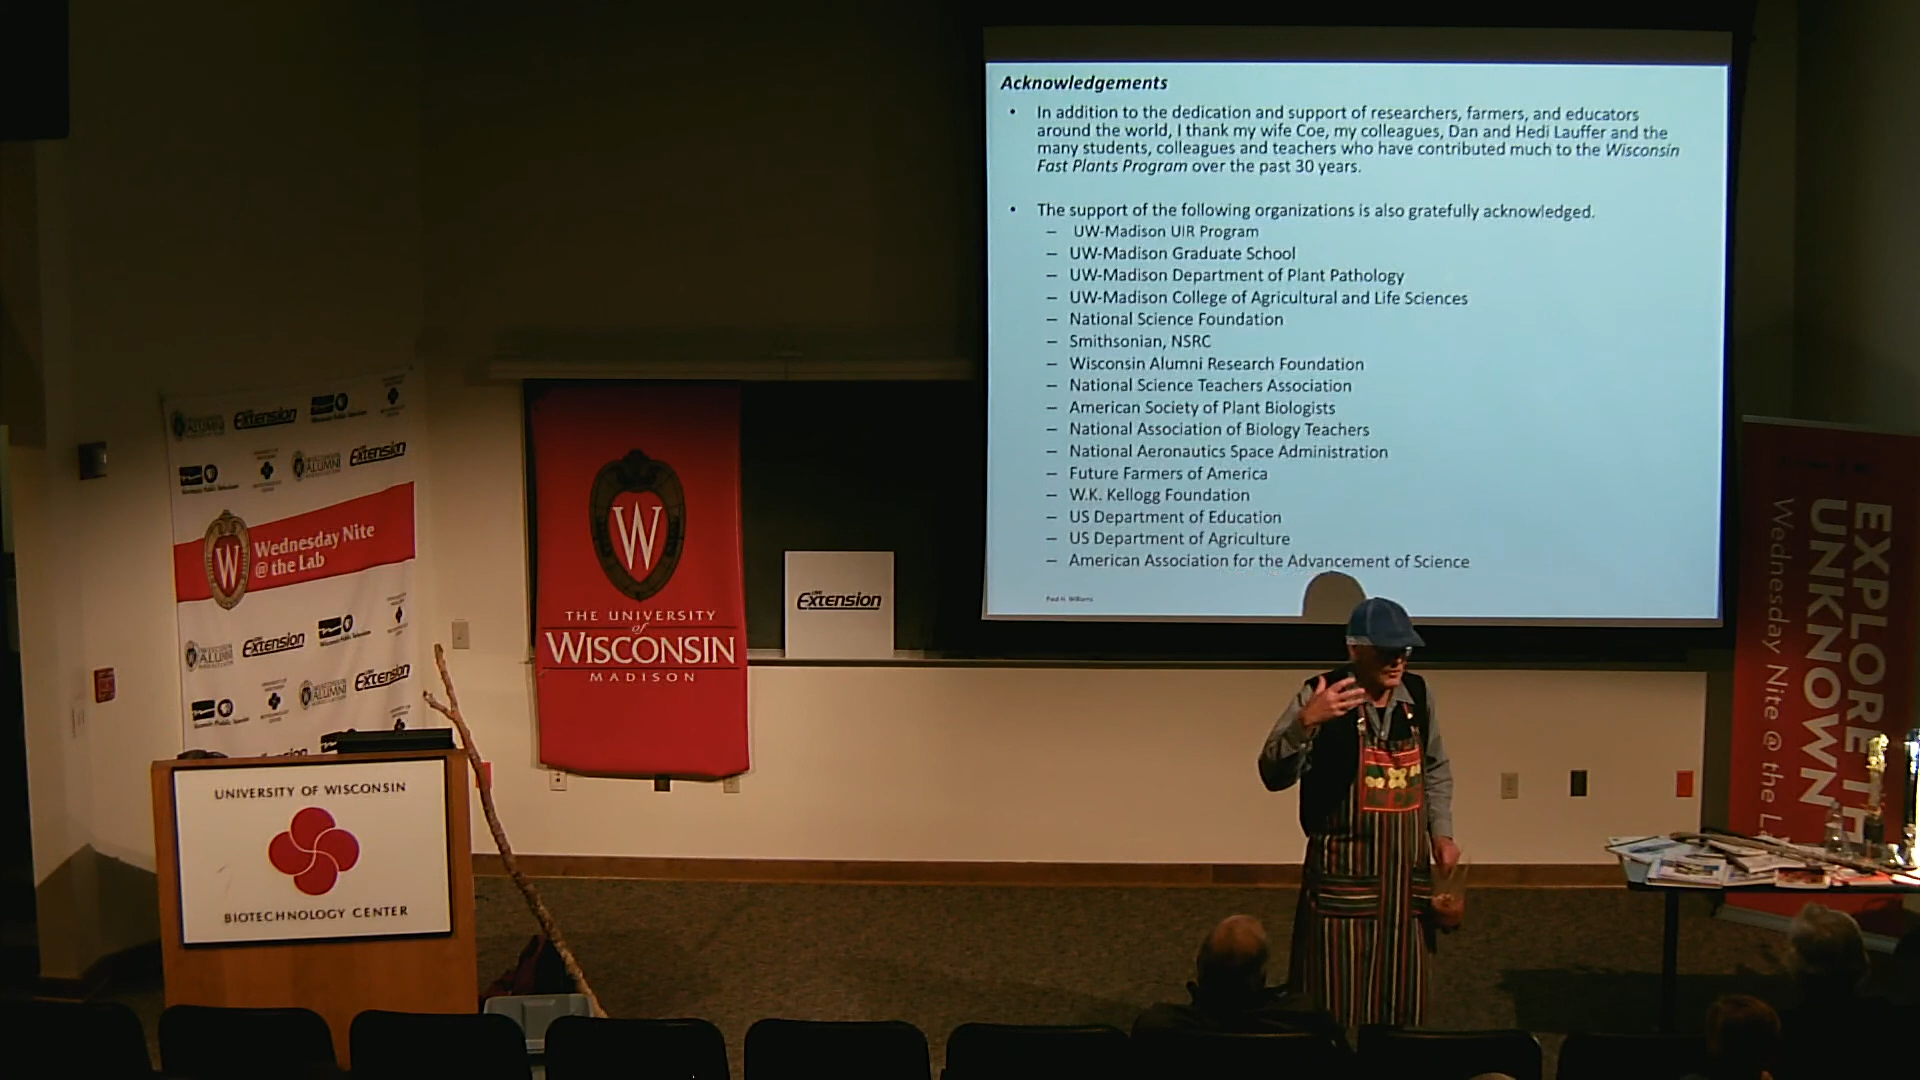 Acknowledgements
• In addition to the dedication and support of researchers, farmers, and educators
around the world, I thank my wife Coe, my colleagues, Dan and Hedi Lauffer and the
many students, colleagues and teachers who have contributed much to the Wisconsin
Fast Plants Program over the past 30 years.
• The support of the following organizations is also gratefully acknowledged.
– UW-Madison UIR Program
– UW-Madison Graduate School
– UW-Madison Department of Plant Pathology
– UW-Madison College of Agricultural and Life Sciences
– National Science Foundation
– Smithsonian, NSRC
– Wisconsin Alumni Research Foundation
– National Science Teachers Association
– American Society of Plant Biologists
– National Association of Biology Teachers
– National Aeronautics Space Administration
– Future Farmers of America
– W.K. Kellogg Foundation
– US Department of Education
– US Department of Agriculture
– American Association for the Advancement of Science
Paul H. Williams
ALUMNI
Extension
Extension
ALUMNI
W
Wednesday Nite
@ the Lab
ALUMNI
Extension
ALUMNI
Extension
Extension
W
THE UNIVERSITY
of
WISCONSIN
MADISON
Extension
UNIVERSITY OF WISCONSIN
BIOTECHNOLOGY CENTER
EXPLORE TH
UNKNOWN
Wednesday Nite @ the L